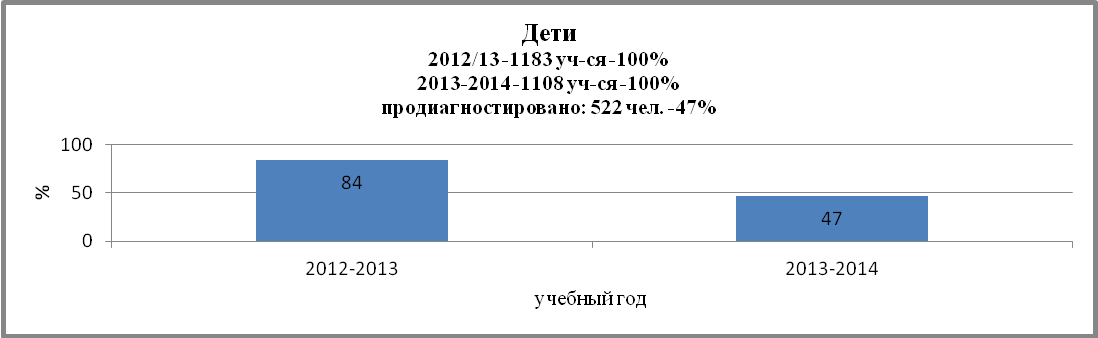 Дети
2012/13-1183 уч-ся -100%
2013-2014-1108 уч-ся -100%
продиагностировано: 522 чел. -47%
100
50
0
%
84
47
2012-2013
2013-2014
учебный год